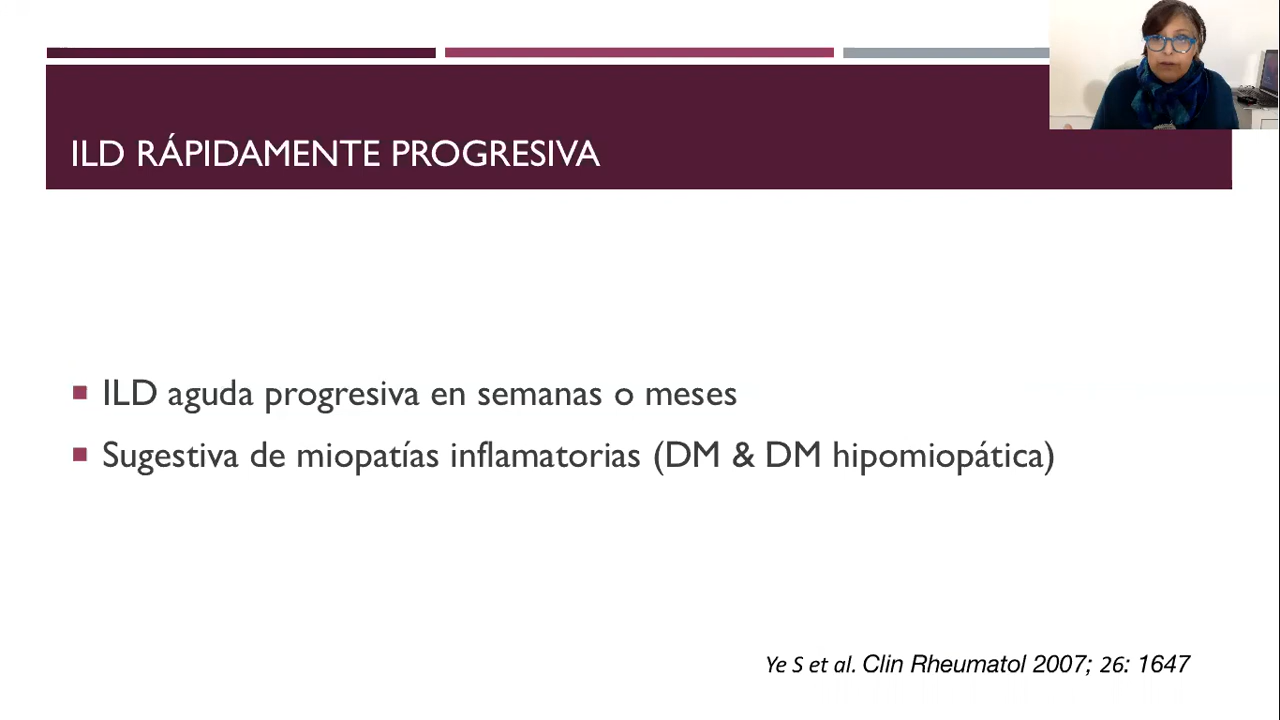 ILD RÁPIDAMENTE PROGRESIVA
ILD aguda progresiva en semanas o meses
Sugestiva de miopatías inflamatorias (DM & DM hipomiopática)
Ye S et al. Clin Rheumatol 2007; 26: 1647